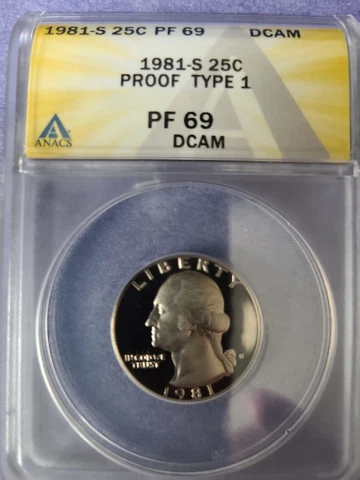 1981-S 25C PF 69 DCAM
1981-S 25C
PROOF TYPE 1
PF 69
DCAM
ANACS
LIBERTY
IN GOD WE
TRUST
1981